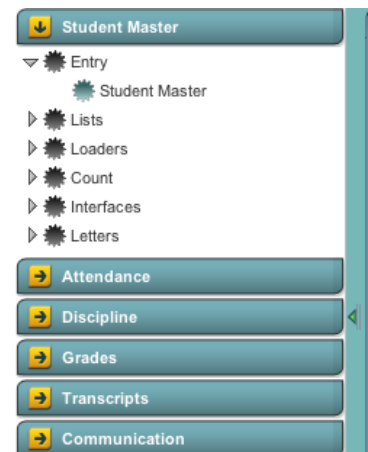 Student Master
Entry
Student Master
Lists
Loaders
Count
Interfaces
Letters
Attendance
Discipline
Grades
Transcripts
Communication